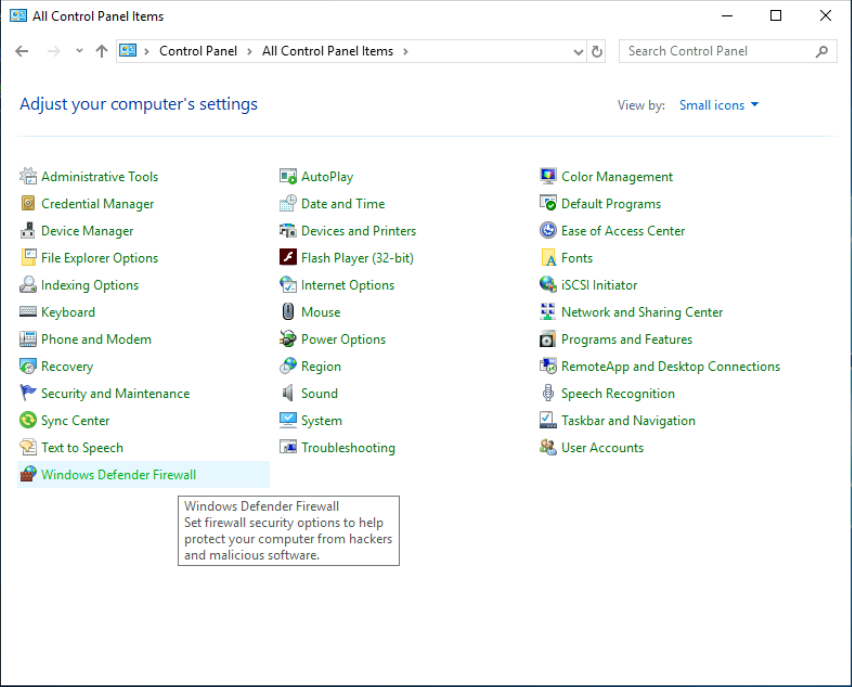 All Control Panel Items
Control Panel > All Control Panel Items >
Search Control Panel
Adjust your computer's settings
View by: Small icons
Administrative Tools
AutoPlay
Color Management
Credential Manager
Date and Time
Default Programs
Device Manager
Devices and Printers
Ease of Access Center
File Explorer Options
Flash Player (32-bit)
Fonts
Indexing Options
Internet Options
iSCSI Initiator
Keyboard
Mouse
Network and Sharing Center
Phone and Modem
Power Options
Programs and Features
Recovery
Region
RemoteApp and Desktop Connections
Security and Maintenance
Sound
Speech Recognition
Sync Center
System
Taskbar and Navigation
Text to Speech
Troubleshooting
User Accounts
Windows Defender Firewall
Windows Defender Firewall
Set firewall security options to help
protect your computer from hackers
and malicious software.